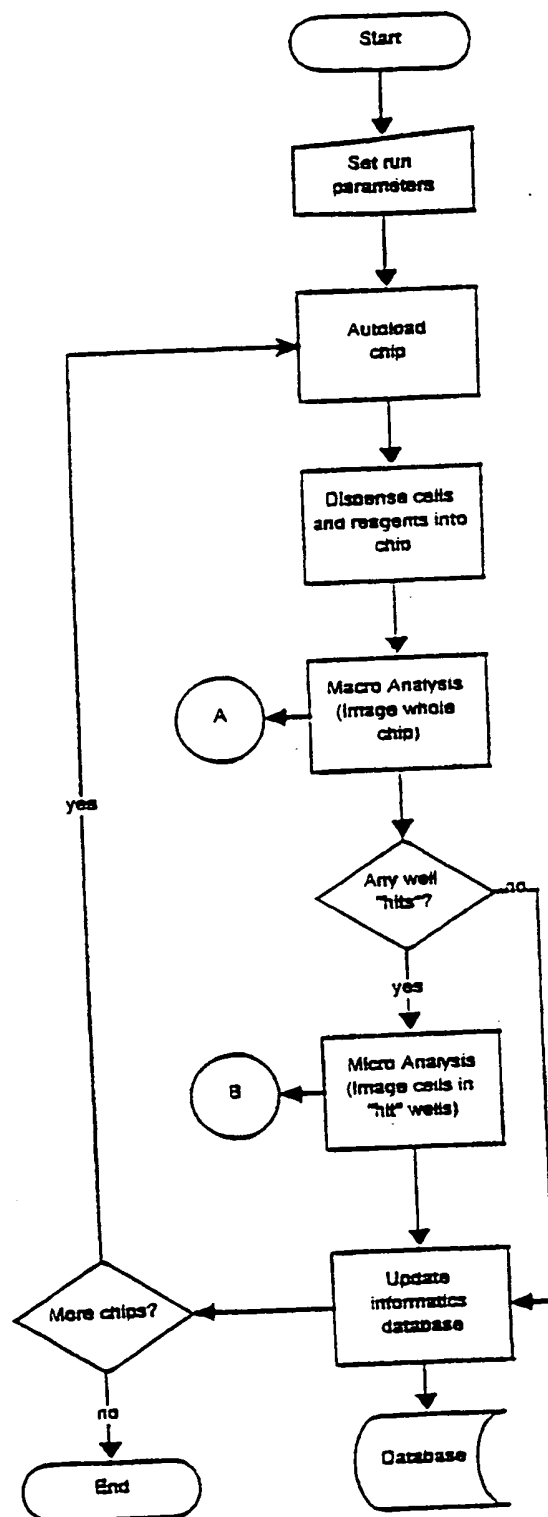 Start
Set run
parameters
Autoload
chip
Dispense cells
and reagents into
chip
Macro Analysis
(Image whole
chip)
A
yes
Any well
"hits"?
no
yes
Micro Analysis
(Image cells in
"hit" wells)
B
Update
informatics
database
More chips?
no
Database
End